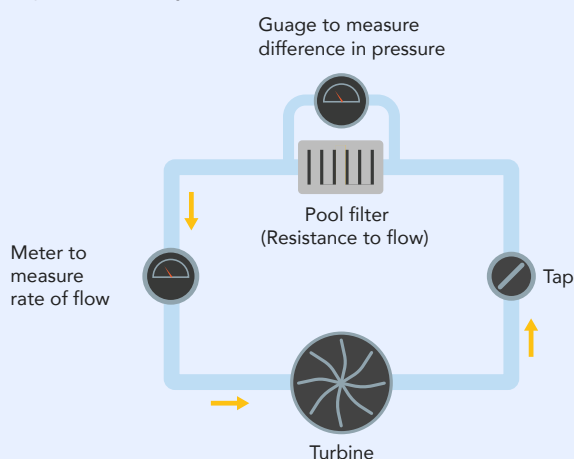 Guage to measure
difference in pressure
Pool filter
(Resistance to flow)
Meter to
measure
rate of flow
Tap
Turbine